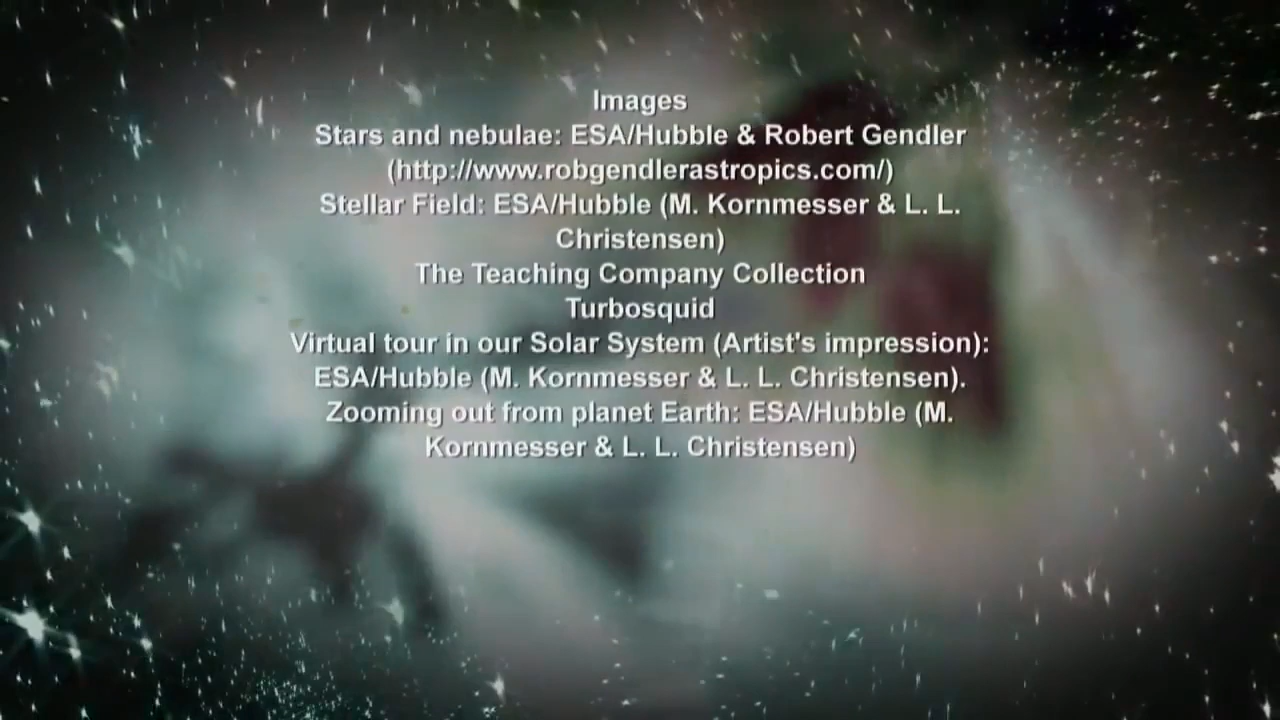 Images
Stars and nebulae: ESA/Hubble & Robert Gendler
(http://www.robgendlerastropics.com/)
Stellar Field: ESA/Hubble (M. Kornmesser & L. L.
Christensen)
The Teaching Company Collection
Turbosquid
Virtual tour in our Solar System (Artist's impression):
ESA/Hubble (M. Kornmesser & L. L. Christensen).
Zooming out from planet Earth: ESA/Hubble (M.
Kornmesser & L. L. Christensen)